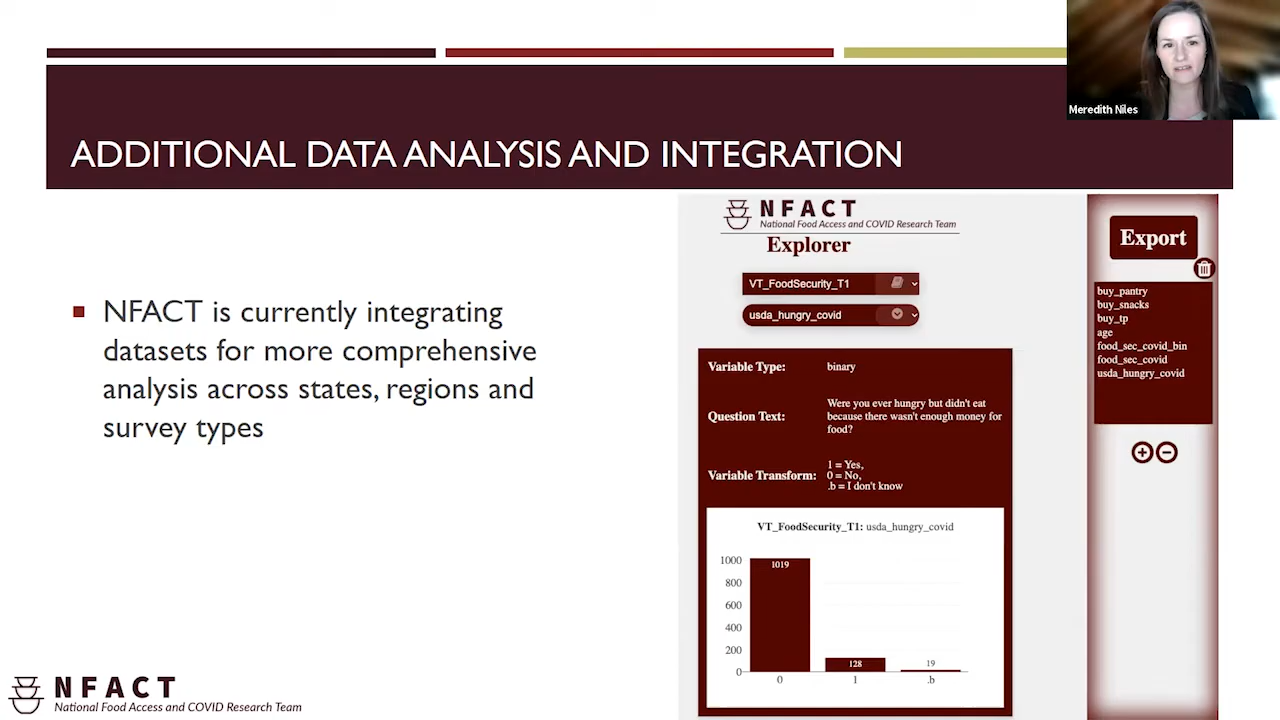 Meredith Niles
ADDITIONAL DATA ANALYSIS AND INTEGRATION
NFACT is currently integrating
datasets for more comprehensive
analysis across states, regions and
survey types
NFACT
National Food Access and COVID Research Team
Explorer
VT_FoodSecurity_T1
usda_hungry_covid
Variable Type: binary
Question Text: Were you ever hungry but didn't eat
because there wasn't enough money for
food?
Variable Transform: 1 = Yes,
0 = No,
.b = I don't know
VT_FoodSecurity_T1: usda_hungry_covid
1000
800
600
400
200
0
1019
128
19
0 1 .b
Export
buy_pantry
buy_snacks
buy_tp
age
food_sec_covid_bin
food_sec_covid
usda_hungry_covid
NFACT
National Food Access and COVID Research Team